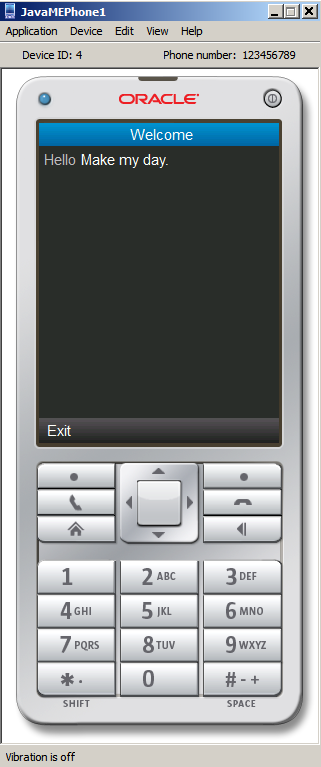 JavaMEPhone1
Application Device Edit View Help
Device ID: 4 Phone number: 123456789
ORACLE
Welcome
Hello Make my day.
Exit
1 2 ABC 3 DEF
4 GHI 5 JKL 6 MNO
7 PQRS 8 TUV 9 WXYZ
* · 0 # - +
SHIFT SPACE
Vibration is off